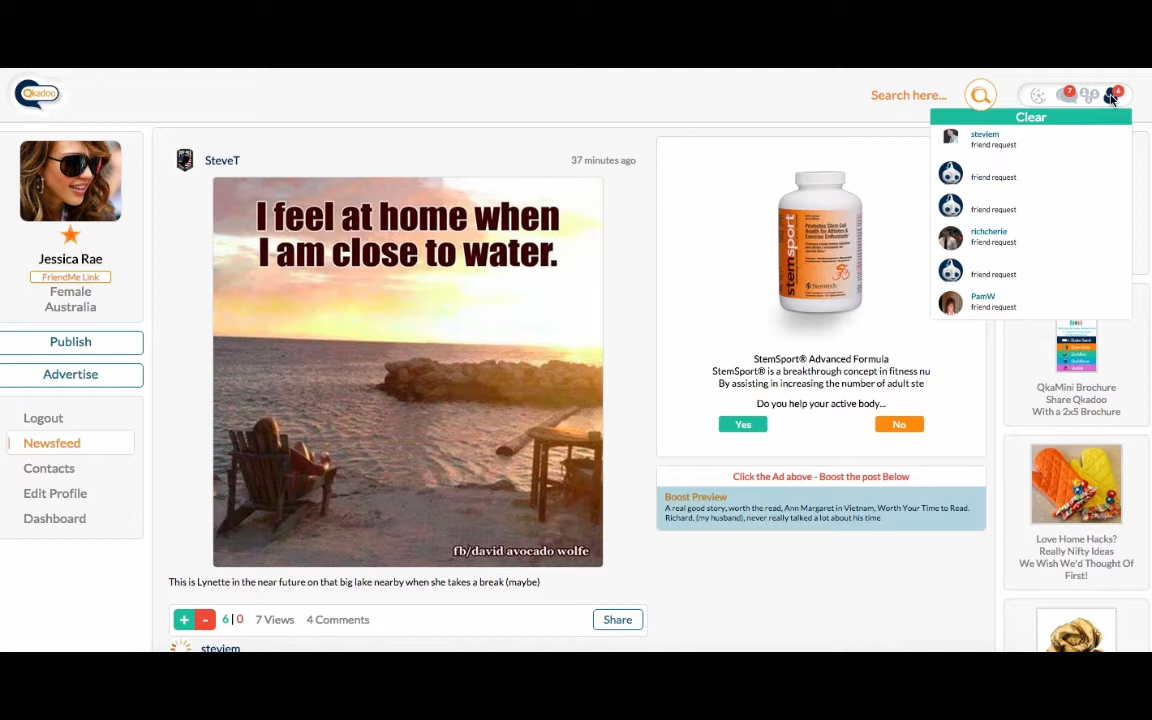 Qkadoo
Search here...
7
6
Clear
steviem
friend request
friend request
friend request
richcherie
friend request
friend request
PamW
friend request
Jessica Rae
FriendMe Link
Female
Australia
Publish
Advertise
Logout
Newsfeed
Contacts
Edit Profile
Dashboard
SteveT
37 minutes ago
I feel at home when
I am close to water.
fb/david avocado wolfe
This is Lynette in the near future on that big lake nearby when she takes a break (maybe)
+ - 6|0 7 Views 4 Comments Share
steviem
stemsport
Stemtech
StemSport® Advanced Formula
StemSport® is a breakthrough concept in fitness nu
By assisting in increasing the number of adult ste
Do you help your active body...
Yes No
Click the Ad above - Boost the post Below
Boost Preview
A real good story, worth the read, Ann Margaret in Vietnam, Worth Your Time to Read.
Richard, (my husband), never really talked a lot about his time
QkaMini Brochure
Share Qkadoo
With a 2x5 Brochure
Love Home Hacks?
Really Nifty Ideas
We Wish We'd Thought Of
First!